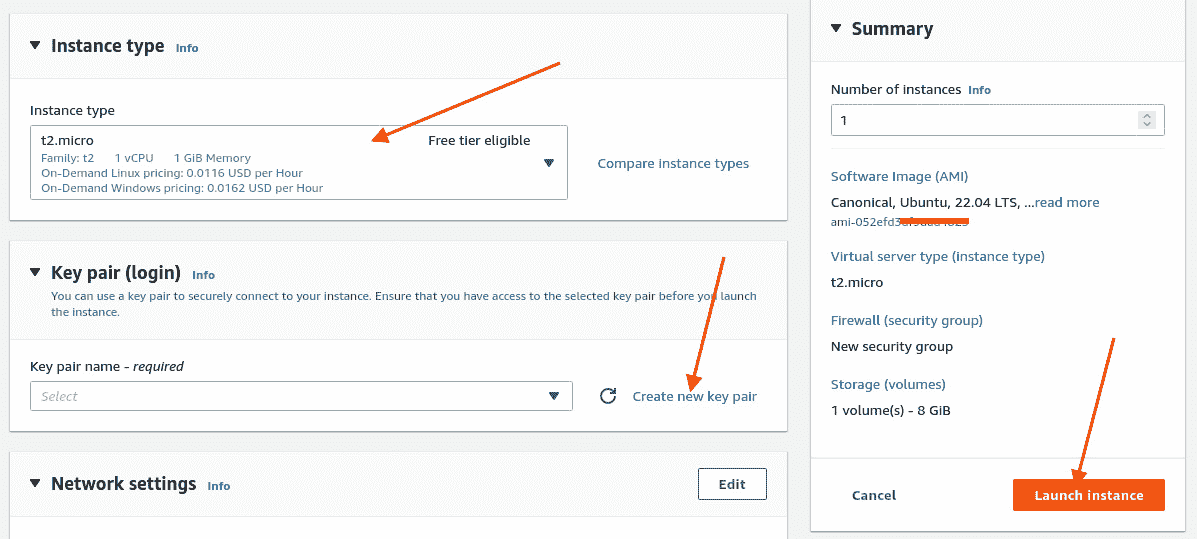 Instance type Info
Instance type
t2.micro Free tier eligible
Family: t2 1 vCPU 1 GiB Memory
On-Demand Linux pricing: 0.0116 USD per Hour
On-Demand Windows pricing: 0.0162 USD per Hour
Compare instance types
Key pair (login) Info
You can use a key pair to securely connect to your instance. Ensure that you have access to the selected key pair before you launch
the instance.
Key pair name - required
Select
Create new key pair
Network settings Info
Edit
Summary
Number of instances Info
1
Software Image (AMI)
Canonical, Ubuntu, 22.04 LTS, ...read more
Virtual server type (instance type)
t2.micro
Firewall (security group)
New security group
Storage (volumes)
1 volume(s) - 8 GiB
Cancel
Launch instance